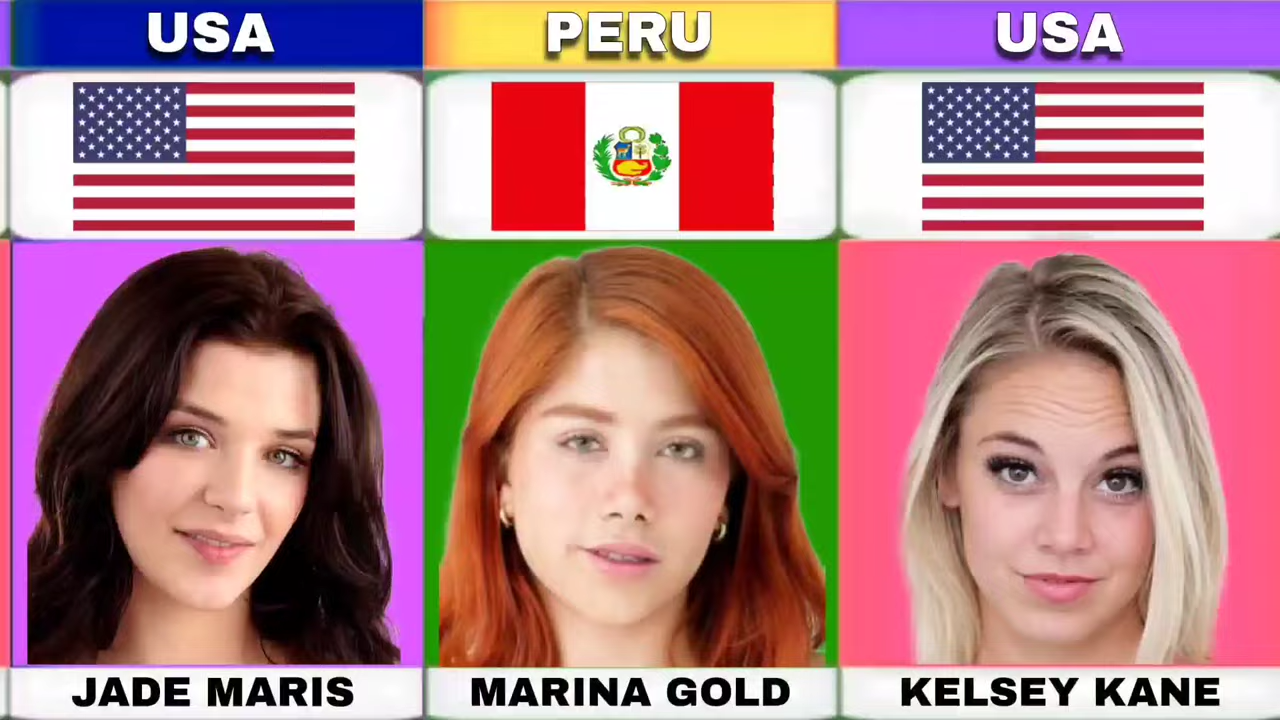 USA
PERU
USA
JADE MARIS
MARINA GOLD
KELSEY KANE